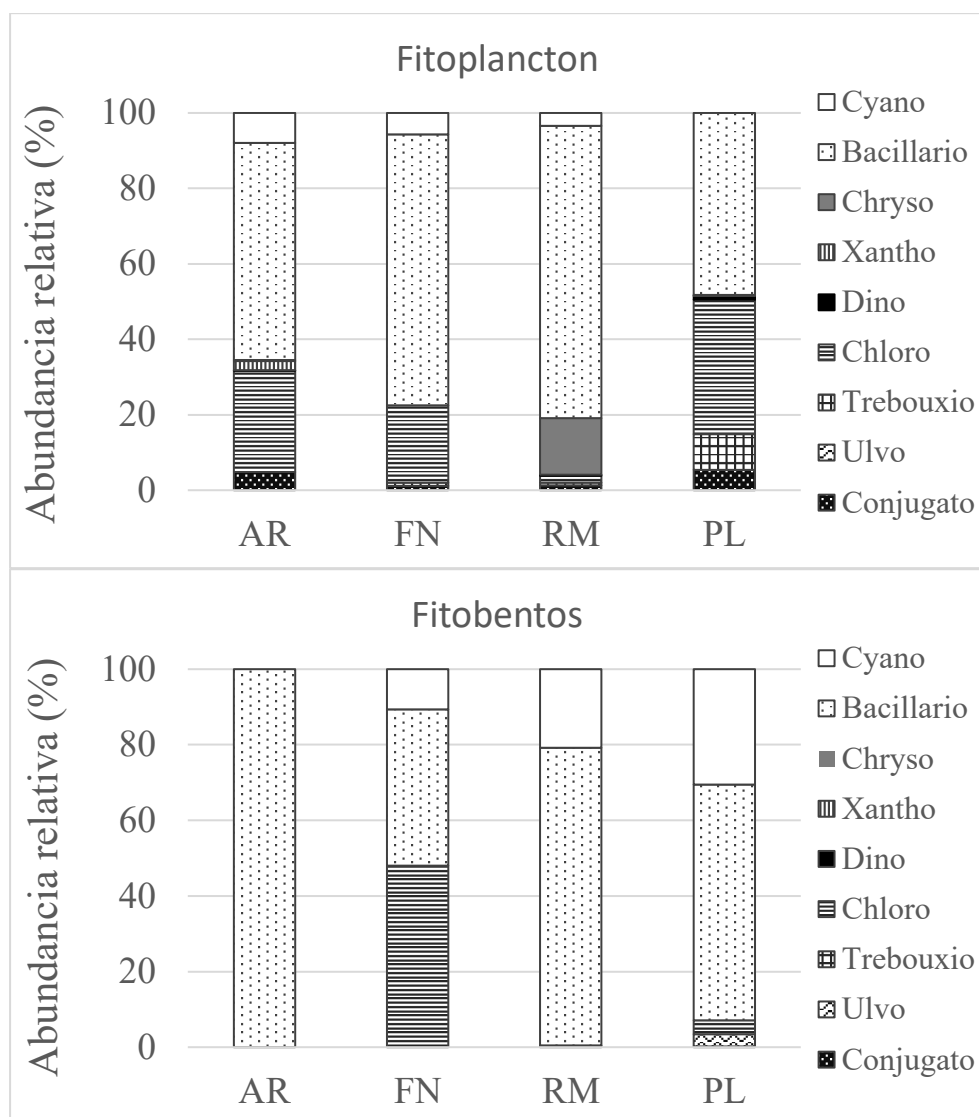 Fitoplancton
Abundancia relativa (%)
100
80
60
40
20
0
AR FN RM PL
Cyano
Bacillario
Chryso
Xantho
Dino
Chloro
Trebouxio
Ulvo
Conjugato
Fitobentos
Abundancia relativa (%)
100
80
60
40
20
0
AR FN RM PL
Cyano
Bacillario
Chryso
Xantho
Dino
Chloro
Trebouxio
Ulvo
Conjugato